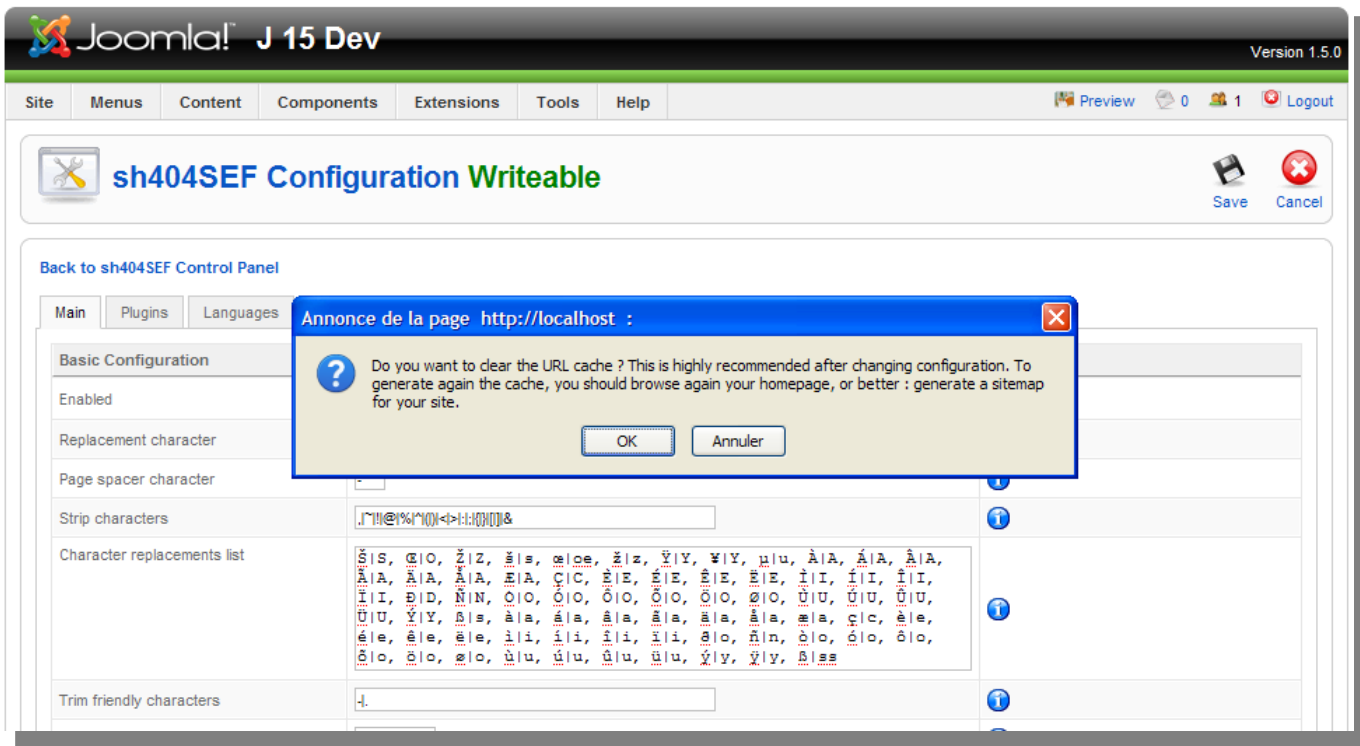 Joomla! J 15 Dev
Version 1.5.0
Site Menus Content Components Extensions Tools Help Preview 0 1 Logout
sh404SEF Configuration Writeable
Save Cancel
Back to sh404SEF Control Panel
Main Plugins Languages
Annonce de la page http://localhost :
Do you want to clear the URL cache ? This is highly recommended after changing configuration. To
generate again the cache, you should browse again your homepage, or better : generate a sitemap
for your site.
OK Annuler
Basic Configuration
Enabled
Replacement character
Page spacer character -
Strip characters
Character replacements list
Š|S, Œ|O, Ž|Z, š|s, œ|oe, ž|z, Ÿ|Y, ¥|Y, µ|u, À|A, Á|A, Â|A,
Ã|A, Ä|A, Å|A, Æ|A, Ç|C, È|E, É|E, Ê|E, Ë|E, Ì|I, Í|I, Î|I,
Ï|I, Ð|D, Ñ|N, Ò|O, Ó|O, Ô|O, Õ|O, Ö|O, Ø|O, Ù|U, Ú|U, Û|U,
Ü|U, Ý|Y, ß|s, à|a, á|a, â|a, ã|a, ä|a, å|a, æ|a, ç|c, è|e,
é|e, ê|e, ë|e, ì|i, í|i, î|i, ï|i, ð|o, ñ|n, ò|o, ó|o, ô|o,
õ|o, ö|o, ø|o, ù|u, ú|u, û|u, ü|u, ý|y, ÿ|y, ß|ss
Trim friendly characters -|.